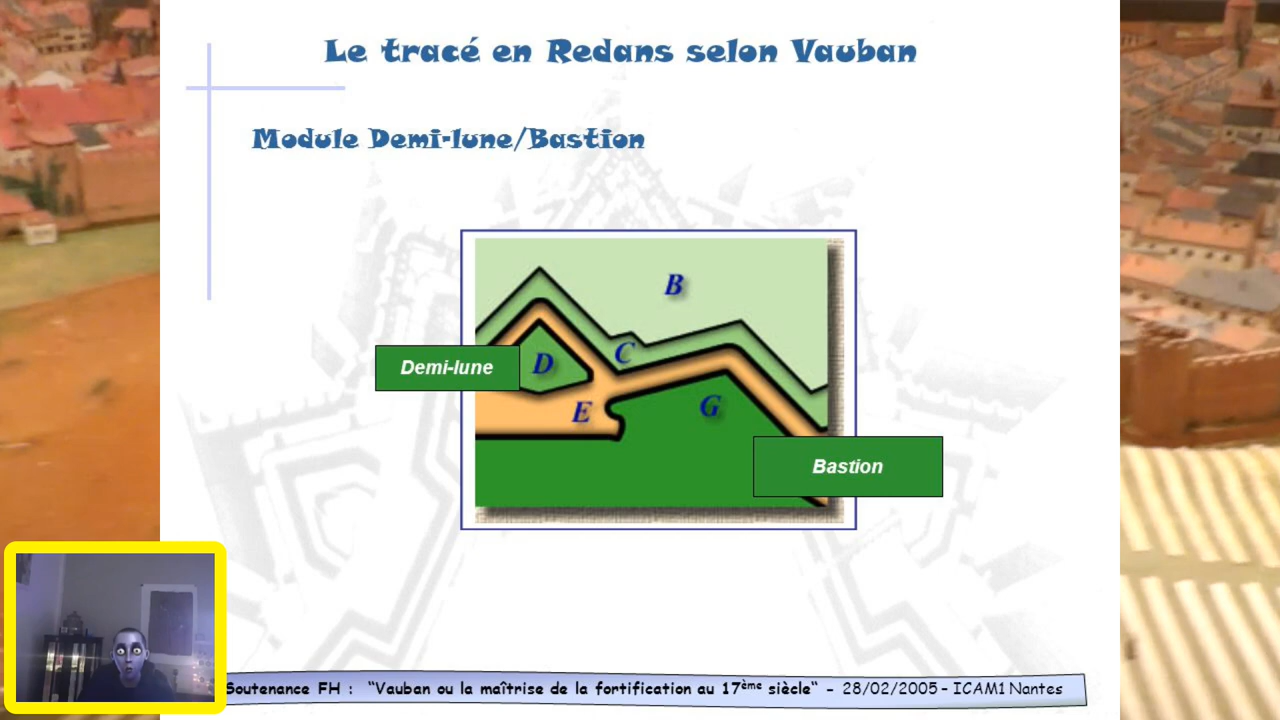 Le tracé en Redans selon Vauban
Module Demi-lune/Bastion
B
C
Demi-lune
D
E
G
Bastion
Soutenance FH : "Vauban ou la maîtrise de la fortification au 17ème siècle" - 28/02/2005 - ICAM1 Nantes